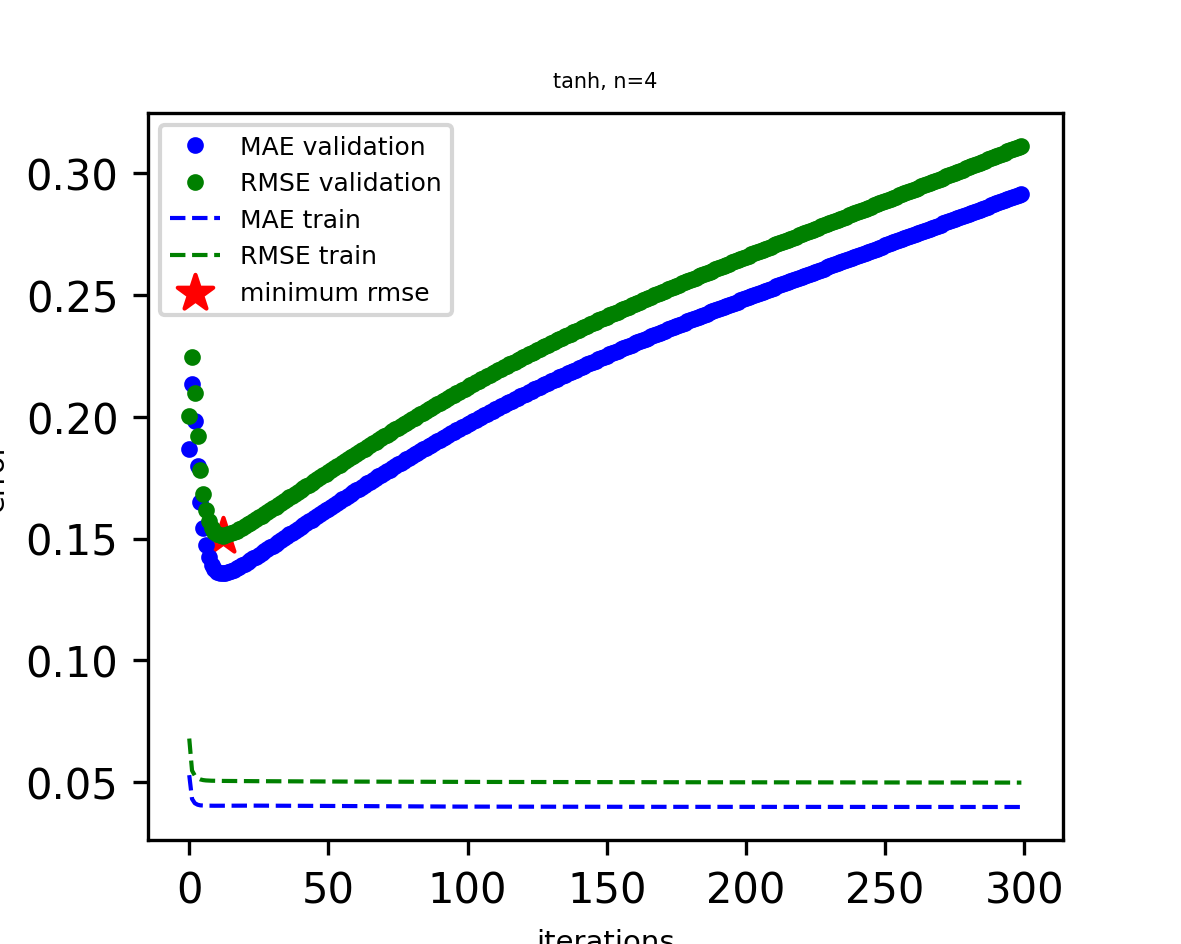 tanh, n=4
MAE validation
RMSE validation
MAE train
RMSE train
minimum rmse
0.30
0.25
0.20
0.15
0.10
0.05
error
0 50 100 150 200 250 300
iterations